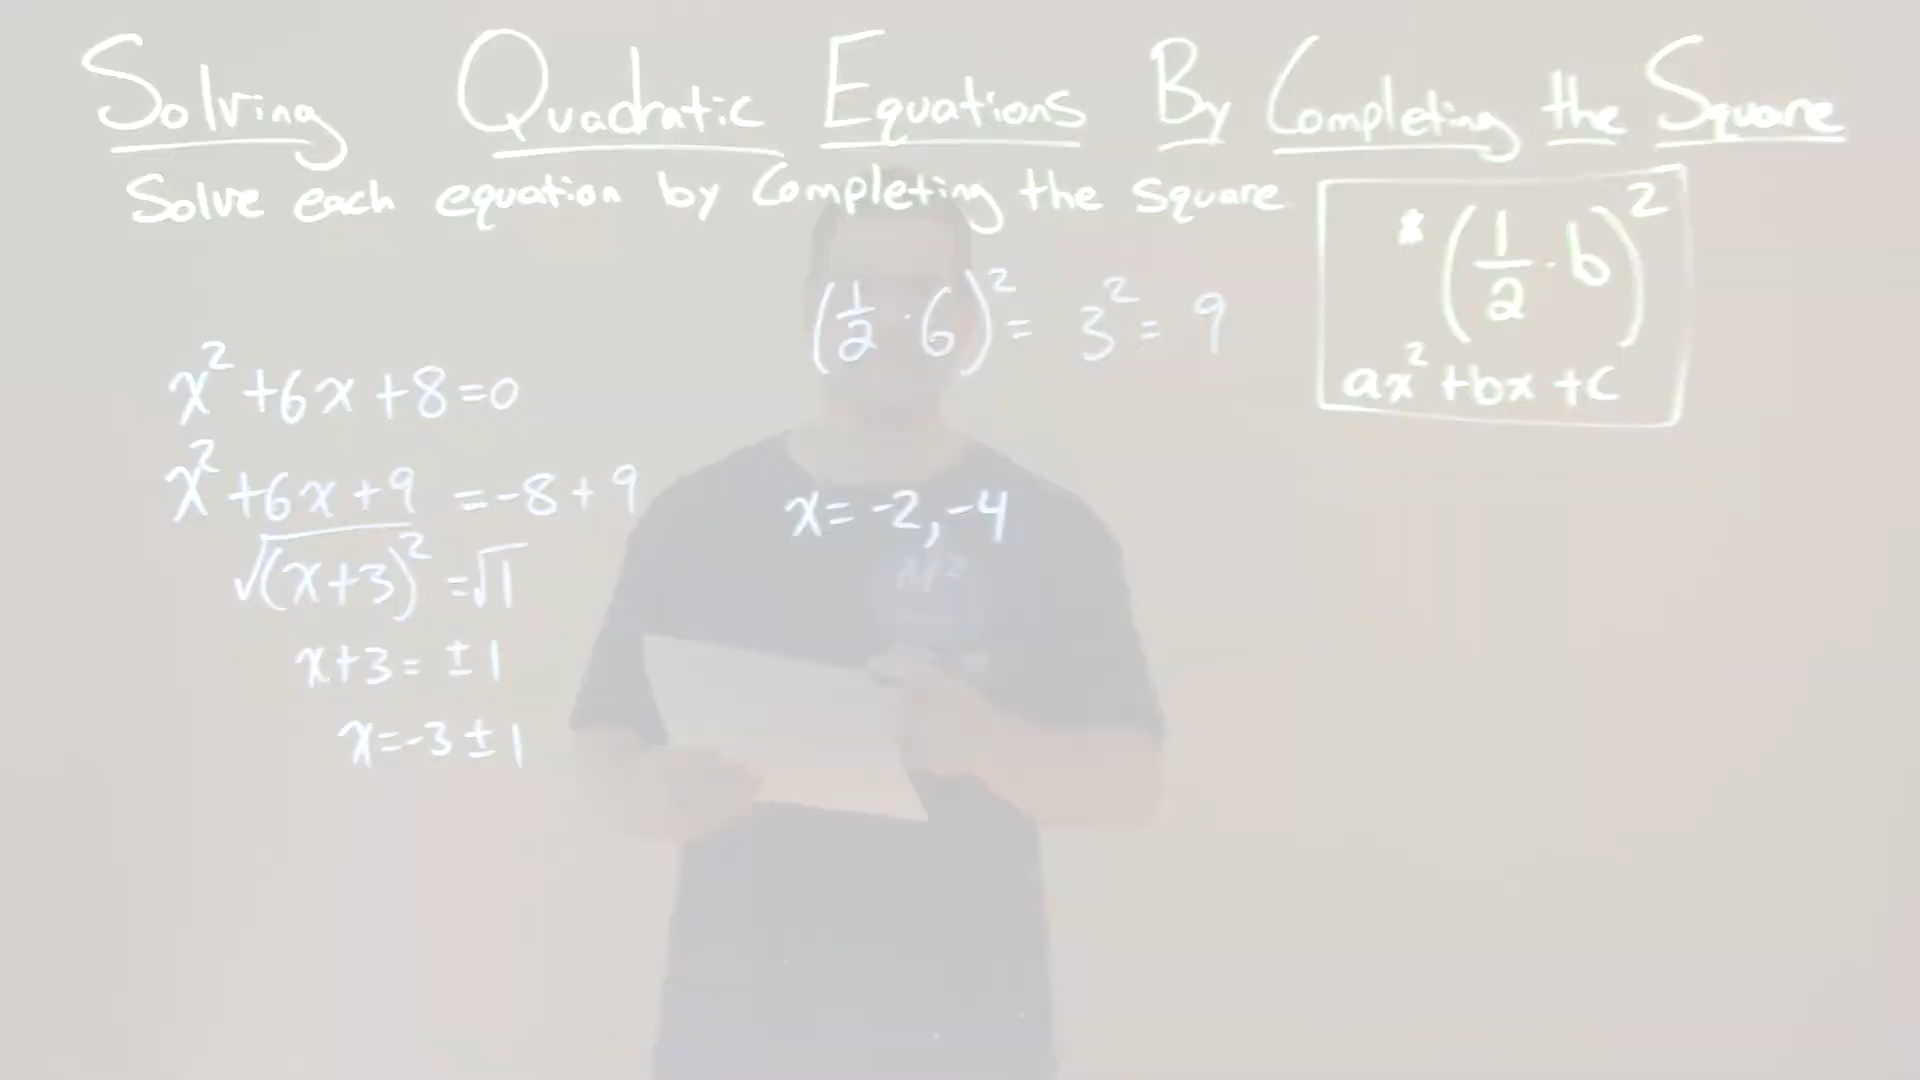 Solving Quadratic Equations By Completing the Square
Solve each equation by Completing the Square
* (1/2 · b)²
ax² + bx + c
(1/2 · 6)² = 3² = 9
x² + 6x + 8 = 0
x² + 6x + 9 = -8 + 9
√(x+3)² = √1
x + 3 = ± 1
x = -3 ± 1
x = -2, -4